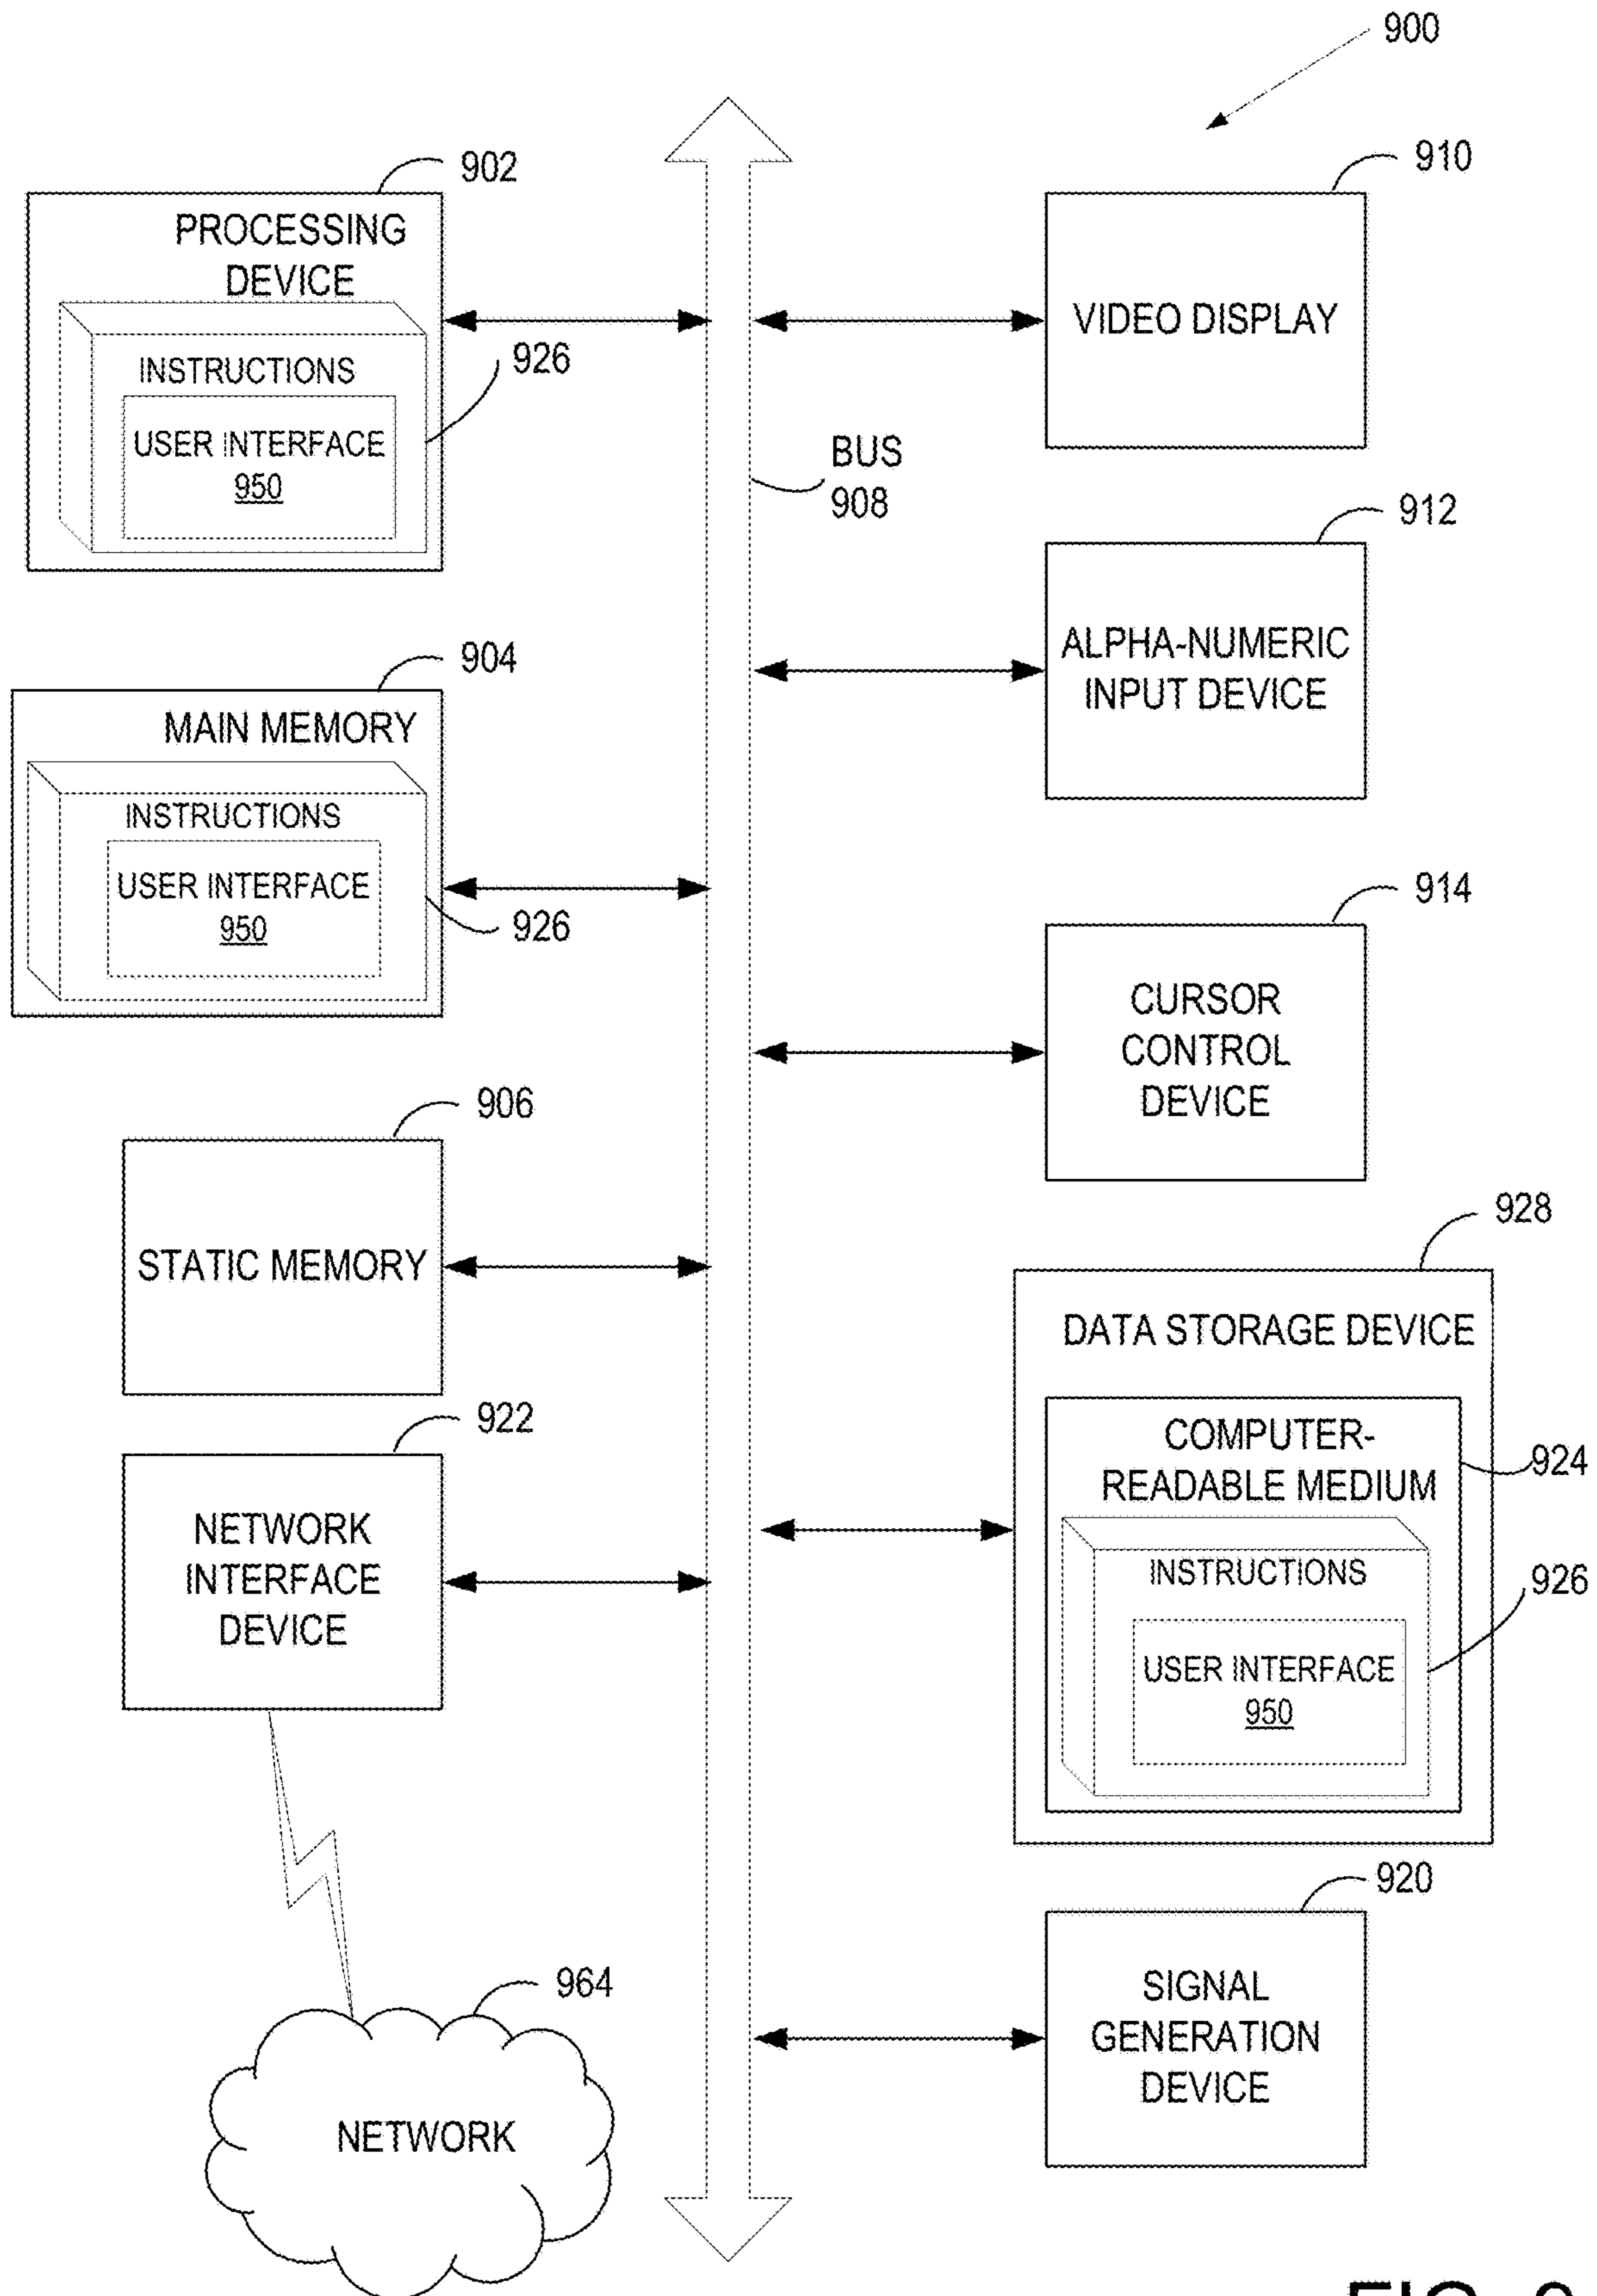 900
902
PROCESSING
DEVICE
INSTRUCTIONS
USER INTERFACE
950
926
910
VIDEO DISPLAY
BUS
908
912
ALPHA-NUMERIC
INPUT DEVICE
904
MAIN MEMORY
INSTRUCTIONS
USER INTERFACE
950
926
914
CURSOR
CONTROL
DEVICE
906
STATIC MEMORY
928
DATA STORAGE DEVICE
COMPUTER-
READABLE MEDIUM
924
INSTRUCTIONS
USER INTERFACE
950
926
922
NETWORK
INTERFACE
DEVICE
920
SIGNAL
GENERATION
DEVICE
964
NETWORK
FIG.